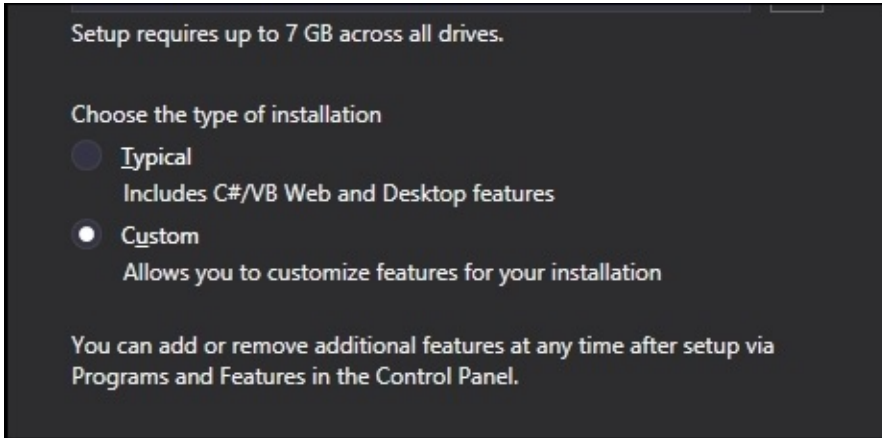 Setup requires up to 7 GB across all drives.
Choose the type of installation
Typical
Includes C#/VB Web and Desktop features
Custom
Allows you to customize features for your installation
You can add or remove additional features at any time after setup via
Programs and Features in the Control Panel.